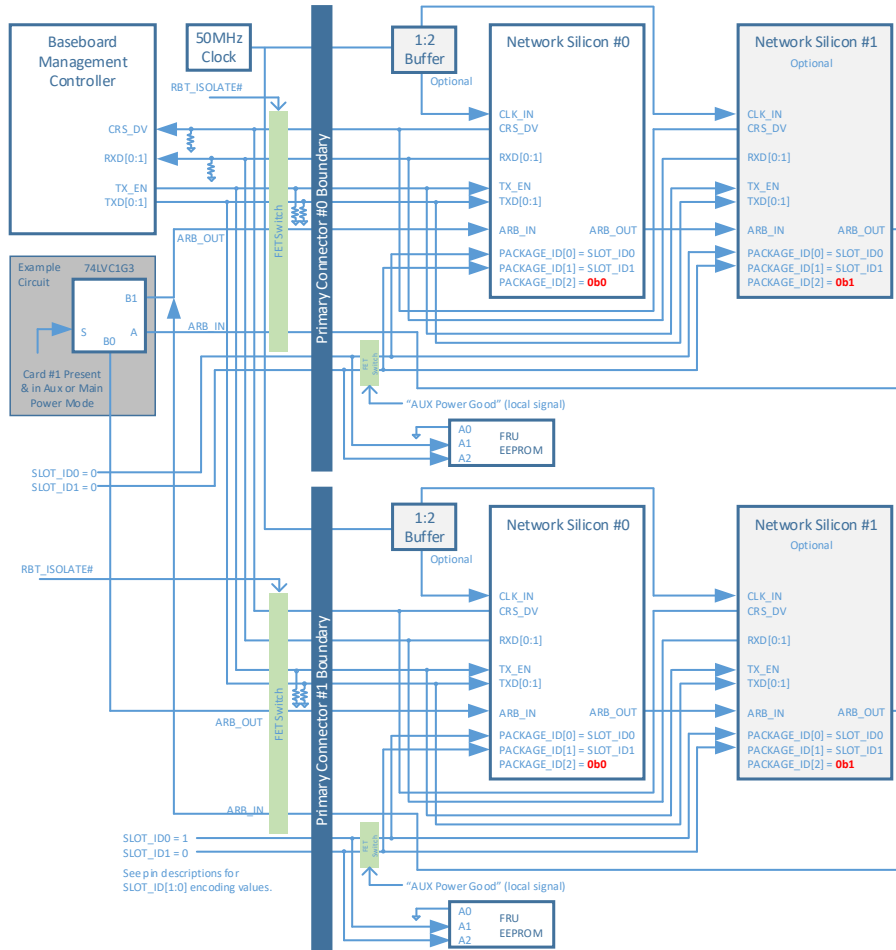 Baseboard
Management
Controller
CRS_DV
RXD[0:1]
TX_EN
TXD[0:1]
50MHz
Clock
RBT_ISOLATE#
FET Switch
Primary Connector #0 Boundary
1:2
Buffer
Optional
Network Silicon #0
CLK_IN
CRS_DV
RXD[0:1]
TX_EN
TXD[0:1]
ARB_IN ARB_OUT
PACKAGE_ID[0] = SLOT_ID0
PACKAGE_ID[1] = SLOT_ID1
PACKAGE_ID[2] = 0b0
Network Silicon #1
Optional
CLK_IN
CRS_DV
RXD[0:1]
TX_EN
TXD[0:1]
ARB_IN ARB_OUT
PACKAGE_ID[0] = SLOT_ID0
PACKAGE_ID[1] = SLOT_ID1
PACKAGE_ID[2] = 0b1
ARB_OUT
ARB_IN
Example
Circuit
74LVC1G3
B1
S A
B0
Card #1 Present
& in Aux or Main
Power Mode
FET
Switch
"AUX Power Good" (local signal)
A0
A1
A2
FRU
EEPROM
SLOT_ID0 = 0
SLOT_ID1 = 0
RBT_ISOLATE#
FET Switch
Primary Connector #1 Boundary
1:2
Buffer
Optional
Network Silicon #0
CLK_IN
CRS_DV
RXD[0:1]
TX_EN
TXD[0:1]
ARB_IN ARB_OUT
PACKAGE_ID[0] = SLOT_ID0
PACKAGE_ID[1] = SLOT_ID1
PACKAGE_ID[2] = 0b0
Network Silicon #1
Optional
CLK_IN
CRS_DV
RXD[0:1]
TX_EN
TXD[0:1]
ARB_IN ARB_OUT
PACKAGE_ID[0] = SLOT_ID0
PACKAGE_ID[1] = SLOT_ID1
PACKAGE_ID[2] = 0b1
ARB_OUT
ARB_IN
SLOT_ID0 = 1
SLOT_ID1 = 0
See pin descriptions for
SLOT_ID[1:0] encoding values.
FET
Switch
"AUX Power Good" (local signal)
A0
A1
A2
FRU
EEPROM